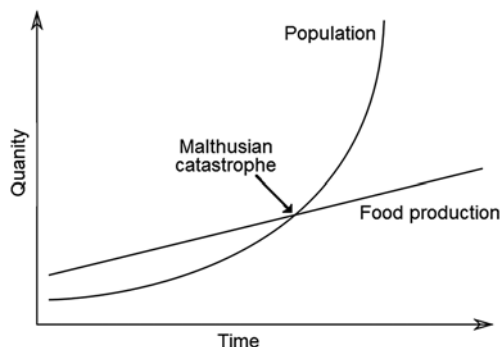 Population
Malthusian
catastrophe
Quanity
Food production
Time